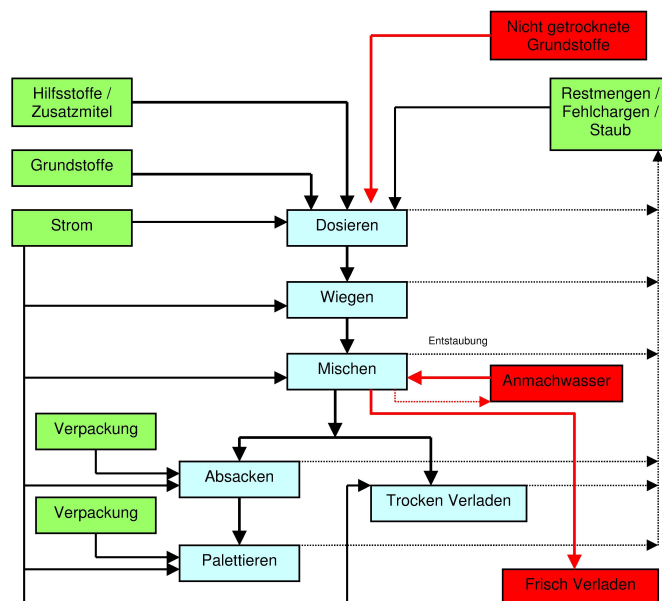 Nicht getrocknete
Grundstoffe
Hilfsstoffe /
Zusatzmitel
Restmengen /
Fehlchargen /
Staub
Grundstoffe
Strom
Dosieren
Wiegen
Entstaubung
Mischen
Anmachwasser
Verpackung
Absacken
Trocken Verladen
Verpackung
Palettieren
Frisch Verladen